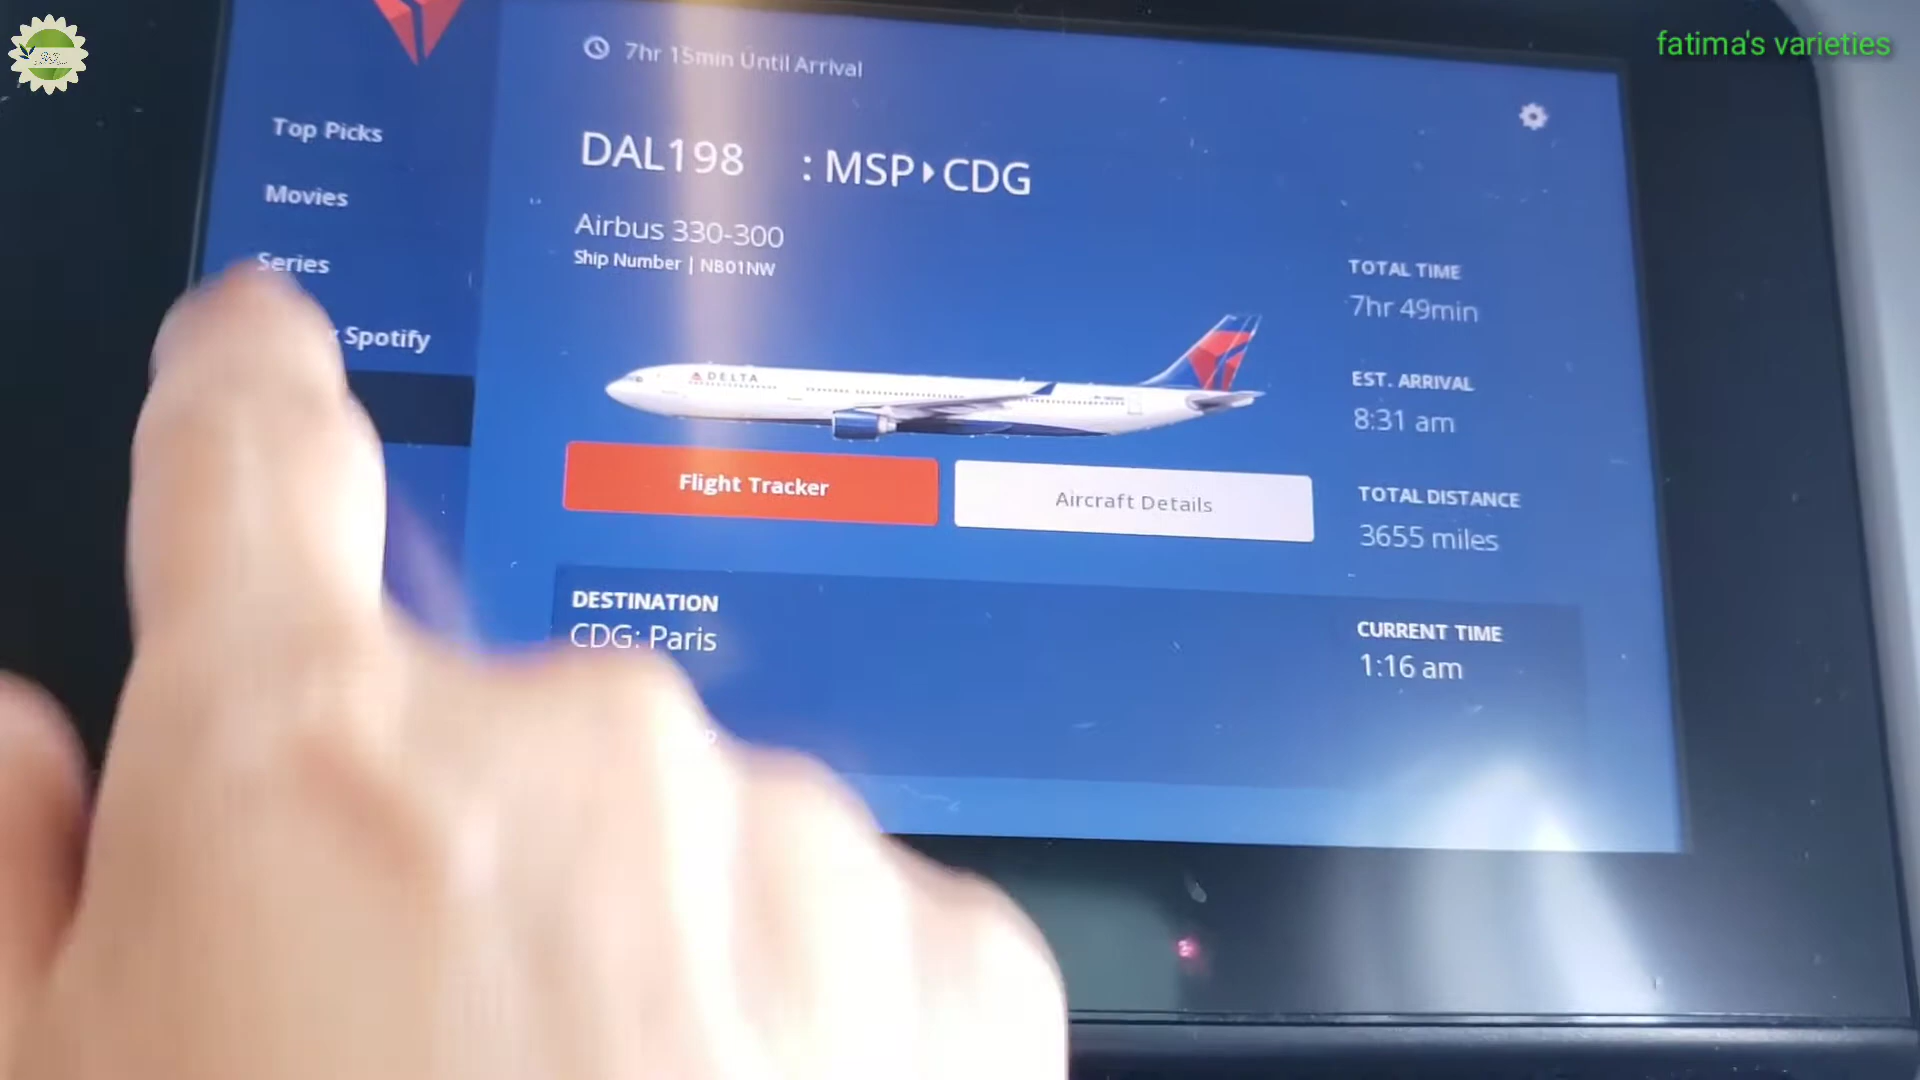 fatima's varieties
7hr 15min Until Arrival
Top Picks
Movies
Series
Spotify
DAL198 : MSP▸CDG
Airbus 330-300
Ship Number | N801NW
DELTA
Flight Tracker
Aircraft Details
TOTAL TIME
7hr 49min
EST. ARRIVAL
8:31 am
TOTAL DISTANCE
3655 miles
DESTINATION
CDG: Paris
CURRENT TIME
1:16 am